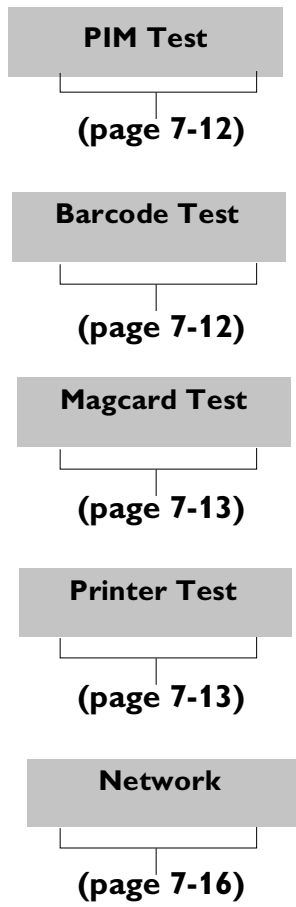 PIM Test
(page 7-12)
Barcode Test
(page 7-12)
Magcard Test
(page 7-13)
Printer Test
(page 7-13)
Network
(page 7-16)